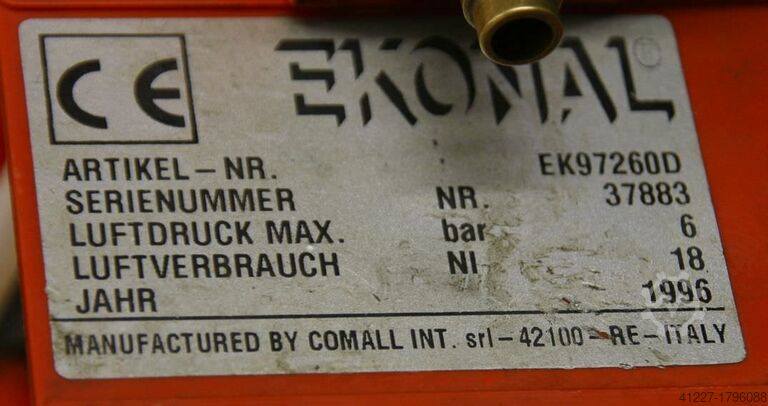 CE EKONAL ®
ARTIKEL-NR. EK97260D
SERIENUMMER NR. 37883
LUFTDRUCK MAX. bar 6
LUFTVERBRAUCH Nl 18
JAHR 1996
MANUFACTURED BY COMALL INT. srl-42100-RE-ITALY
41227-1796088